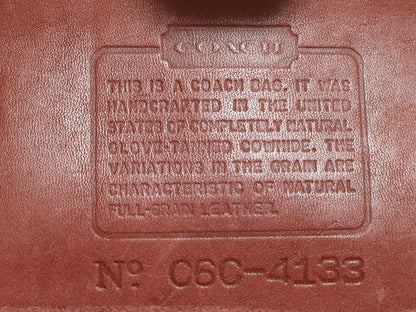 COACH
THIS IS A COACH BAG. IT WAS
HANDCRAFTED IN THE UNITED
STATES OF COMPLETELY NATURAL
GLOVE-TANNED COWHIDE. THE
VARIATIONS IN THE GRAIN ARE
CHARACTERISTIC OF NATURAL
FULL-GRAIN LEATHER.
Nº C6C-4133